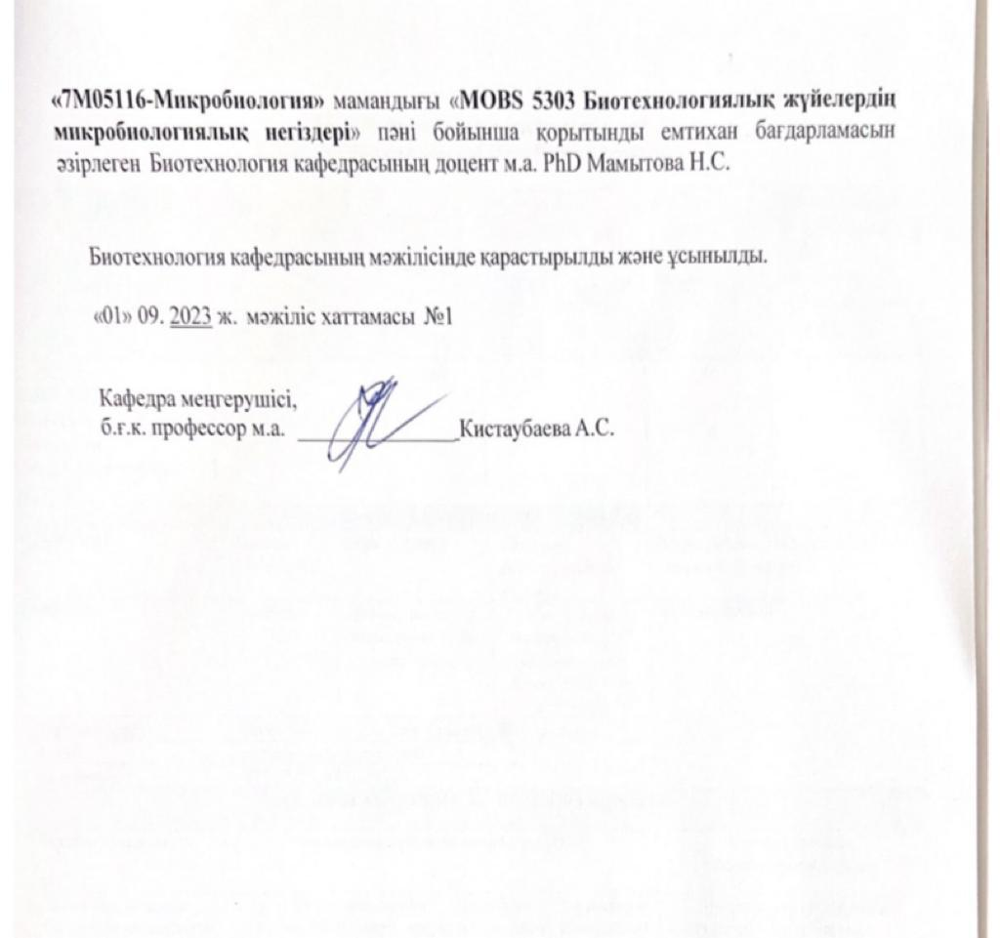 «7М05116-Микробиология» мамандығы «MOBS 5303 Биотехнологиялық жүйелердің
микробиологиялық негіздері» пәні бойынша қорытынды емтихан бағдарламасын
әзірлеген Биотехнология кафедрасының доцент м.а. PhD Мамытова Н.С.
Биотехнология кафедрасының мәжілісінде қарастырылды және ұсынылды.
«01» 09. 2023 ж. мәжіліс хаттамасы №1
Кафедра меңгерушісі,
б.ғ.к. профессор м.а. Кистаубаева А.С.